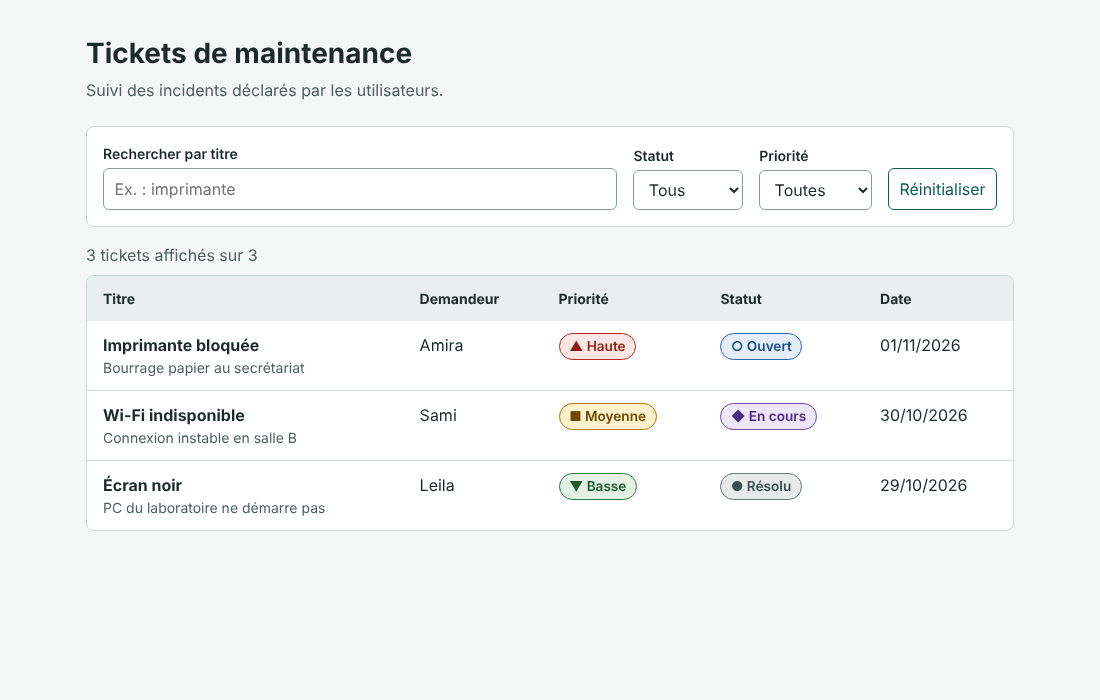 Tickets de maintenance
Suivi des incidents déclarés par les utilisateurs.
Rechercher par titre
Ex. : imprimante
Statut
Tous
Priorité
Toutes
Réinitialiser
3 tickets affichés sur 3
Titre Demandeur Priorité Statut Date
Imprimante bloquée Amira ▲ Haute ○ Ouvert 01/11/2026
Bourrage papier au secrétariat
Wi-Fi indisponible Sami ■ Moyenne ◆ En cours 30/10/2026
Connexion instable en salle B
Écran noir Leila ▼ Basse ● Résolu 29/10/2026
PC du laboratoire ne démarre pas